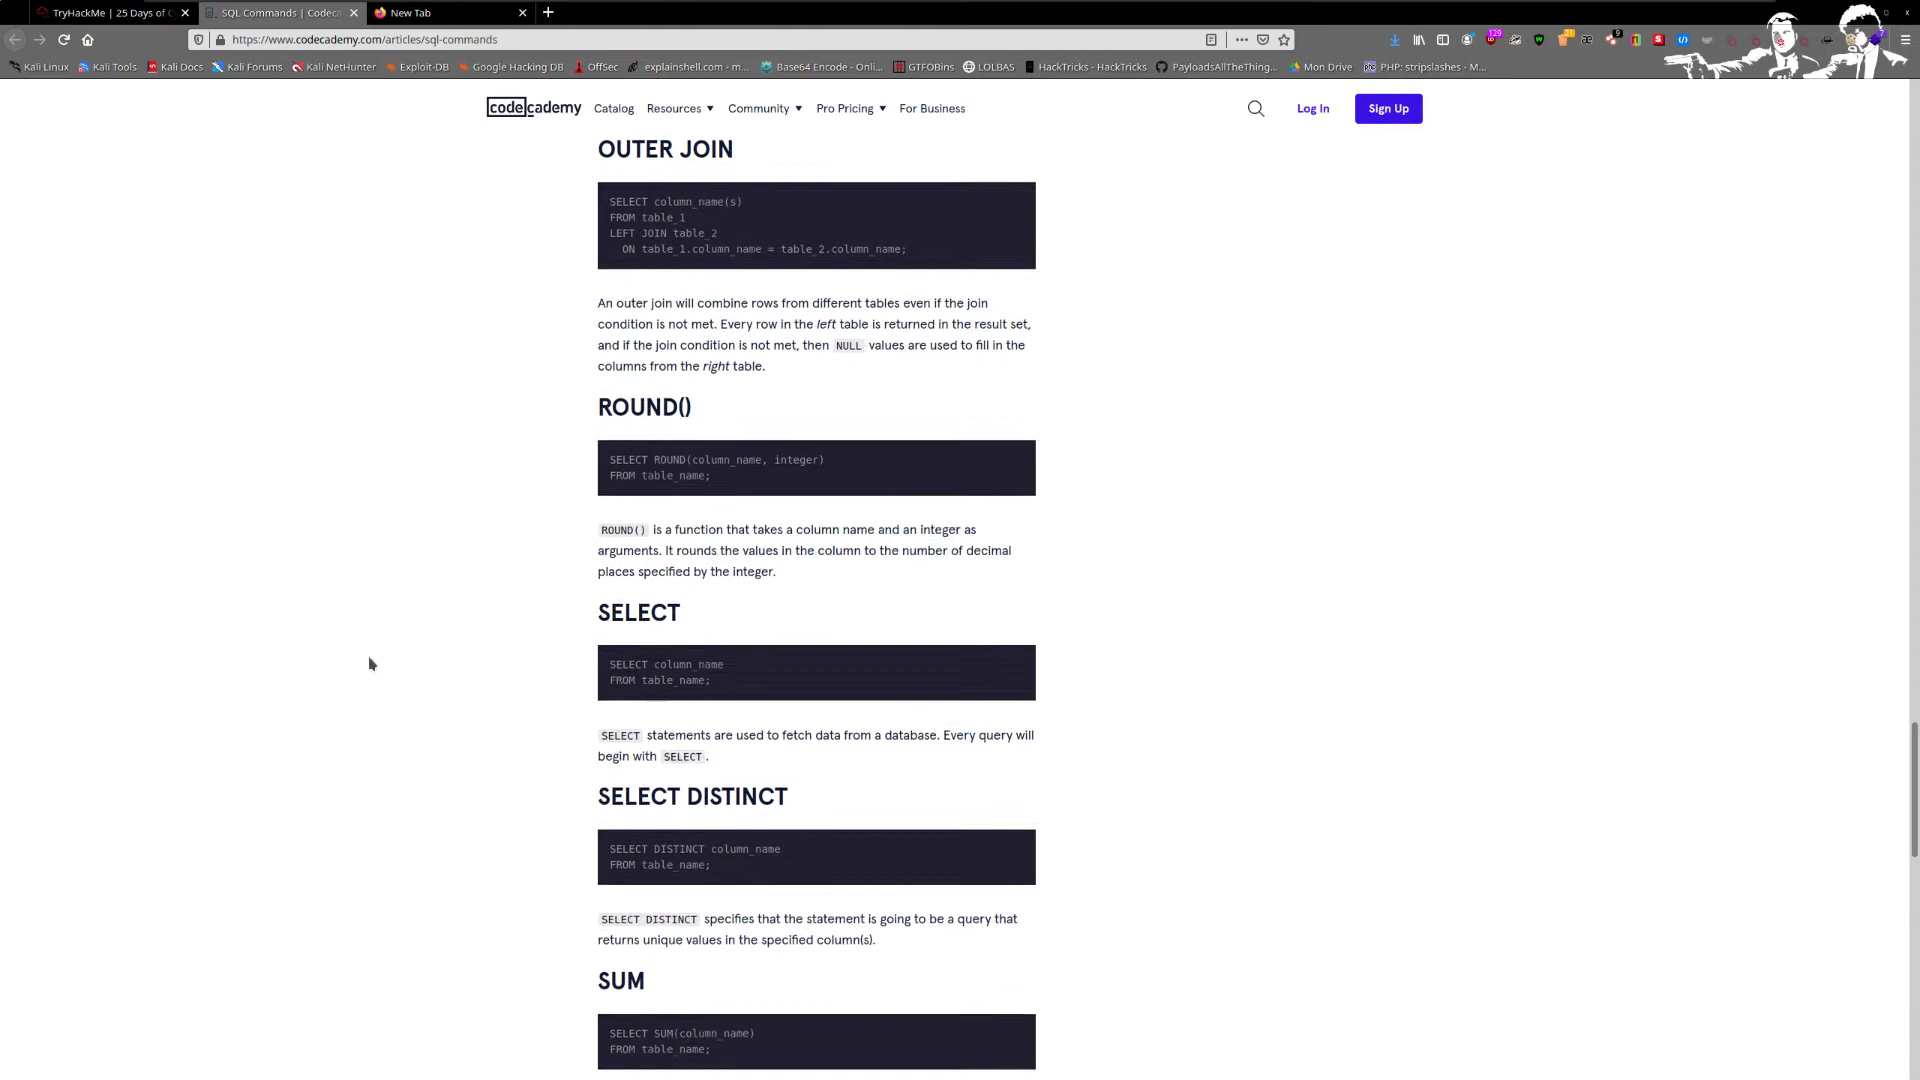 TryHackMe | 25 Days of C
SQL Commands | Codeca
New Tab
https://www.codecademy.com/articles/sql-commands
129
21
9
7
Kali Linux
Kali Tools
Kali Docs
Kali Forums
Kali NetHunter
Exploit-DB
Google Hacking DB
OffSec
explainshell.com - m...
Base64 Encode - Onli...
GTFOBins
LOLBAS
HackTricks - HackTricks
PayloadsAllTheThing...
Mon Drive
PHP: stripslashes - M...
codecademy
Catalog
Resources
Community
Pro Pricing
For Business
Log In
Sign Up
OUTER JOIN
SELECT column_name(s)
FROM table_1
LEFT JOIN table_2
ON table_1.column_name = table_2.column_name;
An outer join will combine rows from different tables even if the join
condition is not met. Every row in the left table is returned in the result set,
and if the join condition is not met, then NULL values are used to fill in the
columns from the right table.
ROUND()
SELECT ROUND(column_name, integer)
FROM table_name;
ROUND() is a function that takes a column name and an integer as
arguments. It rounds the values in the column to the number of decimal
places specified by the integer.
SELECT
SELECT column_name
FROM table_name;
SELECT statements are used to fetch data from a database. Every query will
begin with SELECT.
SELECT DISTINCT
SELECT DISTINCT column_name
FROM table_name;
SELECT DISTINCT specifies that the statement is going to be a query that
returns unique values in the specified column(s).
SUM
SELECT SUM(column_name)
FROM table_name;